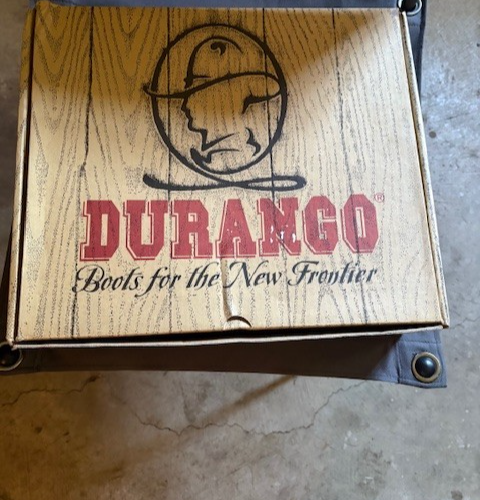 DURANGO®
Boots for the New Frontier